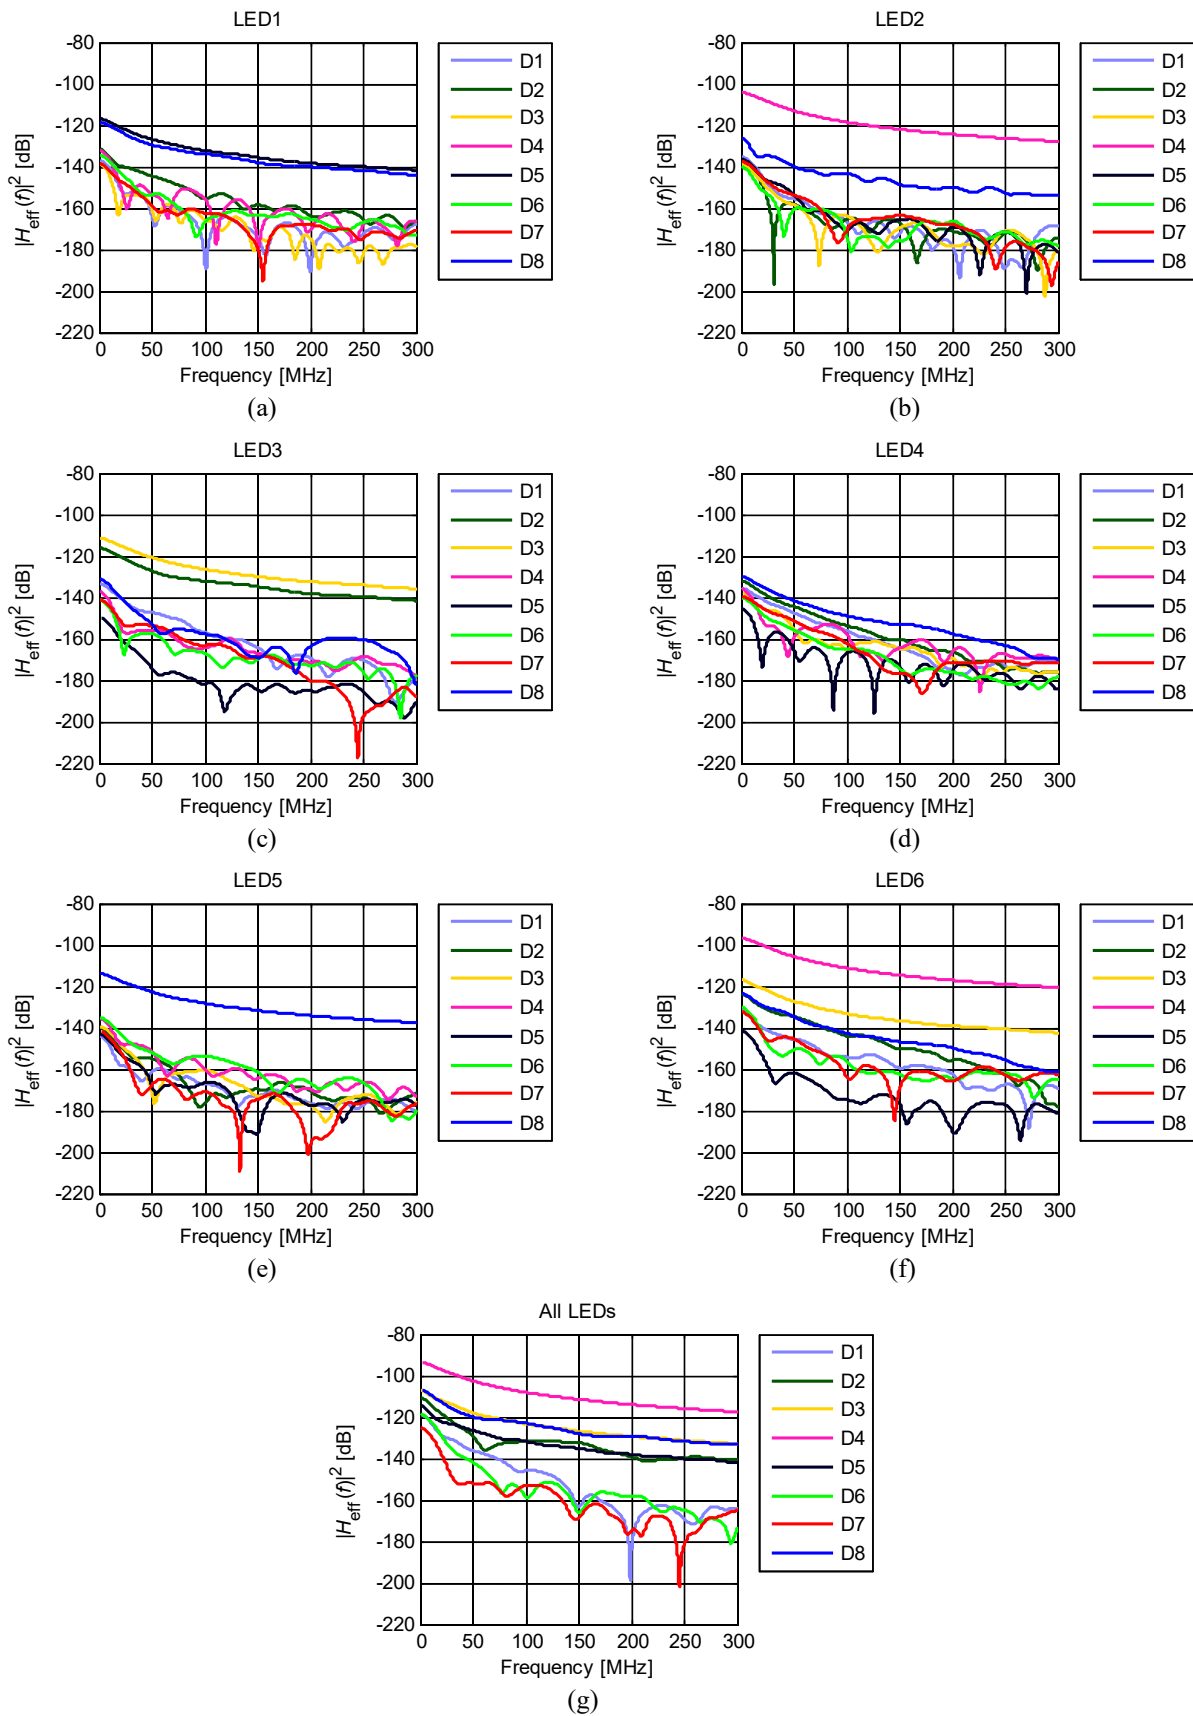 LED1
-80
-100
-120
-140
-160
-180
-200
-220
|H_eff(f)|² [dB]
0 50 100 150 200 250 300
Frequency [MHz]
D1
D2
D3
D4
D5
D6
D7
D8
(a)
LED2
-80
-100
-120
-140
-160
-180
-200
-220
|H_eff(f)|² [dB]
0 50 100 150 200 250 300
Frequency [MHz]
D1
D2
D3
D4
D5
D6
D7
D8
(b)
LED3
-80
-100
-120
-140
-160
-180
-200
-220
|H_eff(f)|² [dB]
0 50 100 150 200 250 300
Frequency [MHz]
D1
D2
D3
D4
D5
D6
D7
D8
(c)
LED4
-80
-100
-120
-140
-160
-180
-200
-220
|H_eff(f)|² [dB]
0 50 100 150 200 250 300
Frequency [MHz]
D1
D2
D3
D4
D5
D6
D7
D8
(d)
LED5
-80
-100
-120
-140
-160
-180
-200
-220
|H_eff(f)|² [dB]
0 50 100 150 200 250 300
Frequency [MHz]
D1
D2
D3
D4
D5
D6
D7
D8
(e)
LED6
-80
-100
-120
-140
-160
-180
-200
-220
|H_eff(f)|² [dB]
0 50 100 150 200 250 300
Frequency [MHz]
D1
D2
D3
D4
D5
D6
D7
D8
(f)
All LEDs
-80
-100
-120
-140
-160
-180
-200
-220
|H_eff(f)|² [dB]
0 50 100 150 200 250 300
Frequency [MHz]
D1
D2
D3
D4
D5
D6
D7
D8
(g)